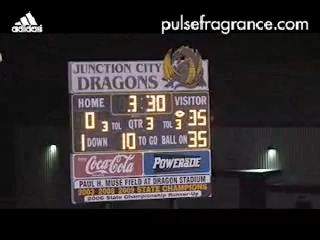 adidas
pulsefragrance.com
JUNCTION CITY
DRAGONS
HOME 3:30 VISITOR
0 3 TOL QTR 3 TOL 3 35
1 DOWN 10 TO GO BALL ON 35
Coca-Cola POWERADE
PAUL H. MUSE FIELD AT DRAGON STADIUM
2003 2008 2009 STATE CHAMPIONS
2006 State Championship Runner-Up